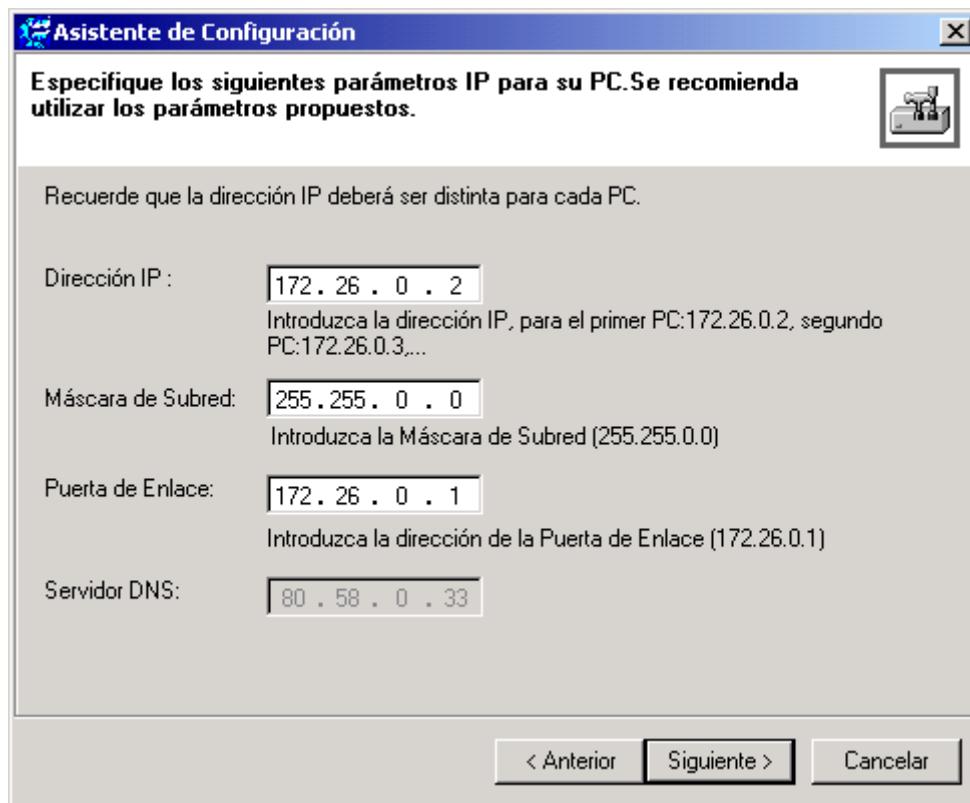 Asistente de Configuración
Especifique los siguientes parámetros IP para su PC.Se recomienda
utilizar los parámetros propuestos.
Recuerde que la dirección IP deberá ser distinta para cada PC.
Dirección IP :
172. 26 . 0 . 2
Introduzca la dirección IP, para el primer PC:172.26.0.2, segundo
PC:172.26.0.3,...
Máscara de Subred:
255.255. 0 . 0
Introduzca la Máscara de Subred (255.255.0.0)
Puerta de Enlace:
172. 26 . 0 . 1
Introduzca la dirección de la Puerta de Enlace (172.26.0.1)
Servidor DNS:
80 . 58 . 0 . 33
< Anterior
Siguiente >
Cancelar